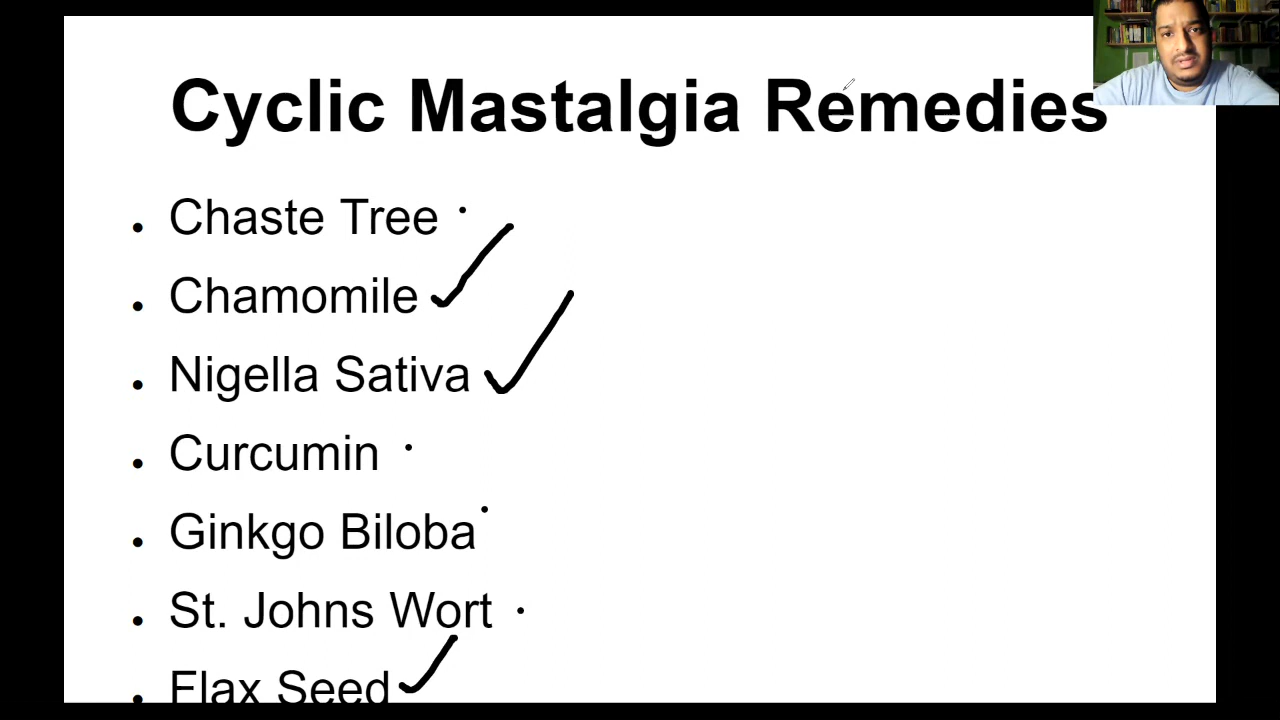 Cyclic Mastalgia Remedies
• Chaste Tree
• Chamomile
• Nigella Sativa
• Curcumin
• Ginkgo Biloba
• St. Johns Wort
• Flax Seed